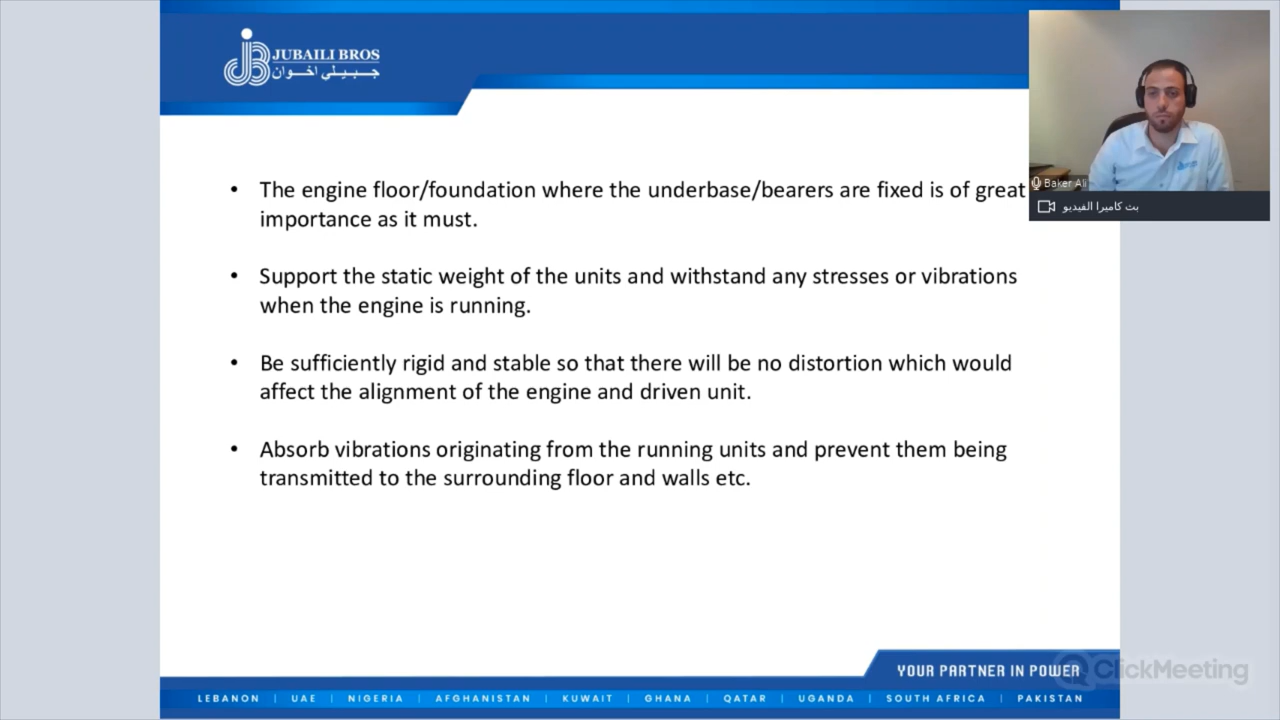 JUBAILI BROS
جبيلي اخوان
• The engine floor/foundation where the underbase/bearers are fixed is of great
importance as it must.
• Support the static weight of the units and withstand any stresses or vibrations
when the engine is running.
• Be sufficiently rigid and stable so that there will be no distortion which would
affect the alignment of the engine and driven unit.
• Absorb vibrations originating from the running units and prevent them being
transmitted to the surrounding floor and walls etc.
Baker Ali
بث كاميرا الفيديو
YOUR PARTNER IN POWER
ClickMeeting
LEBANON | UAE | NIGERIA | AFGHANISTAN | KUWAIT | GHANA | QATAR | UGANDA | SOUTH AFRICA | PAKISTAN